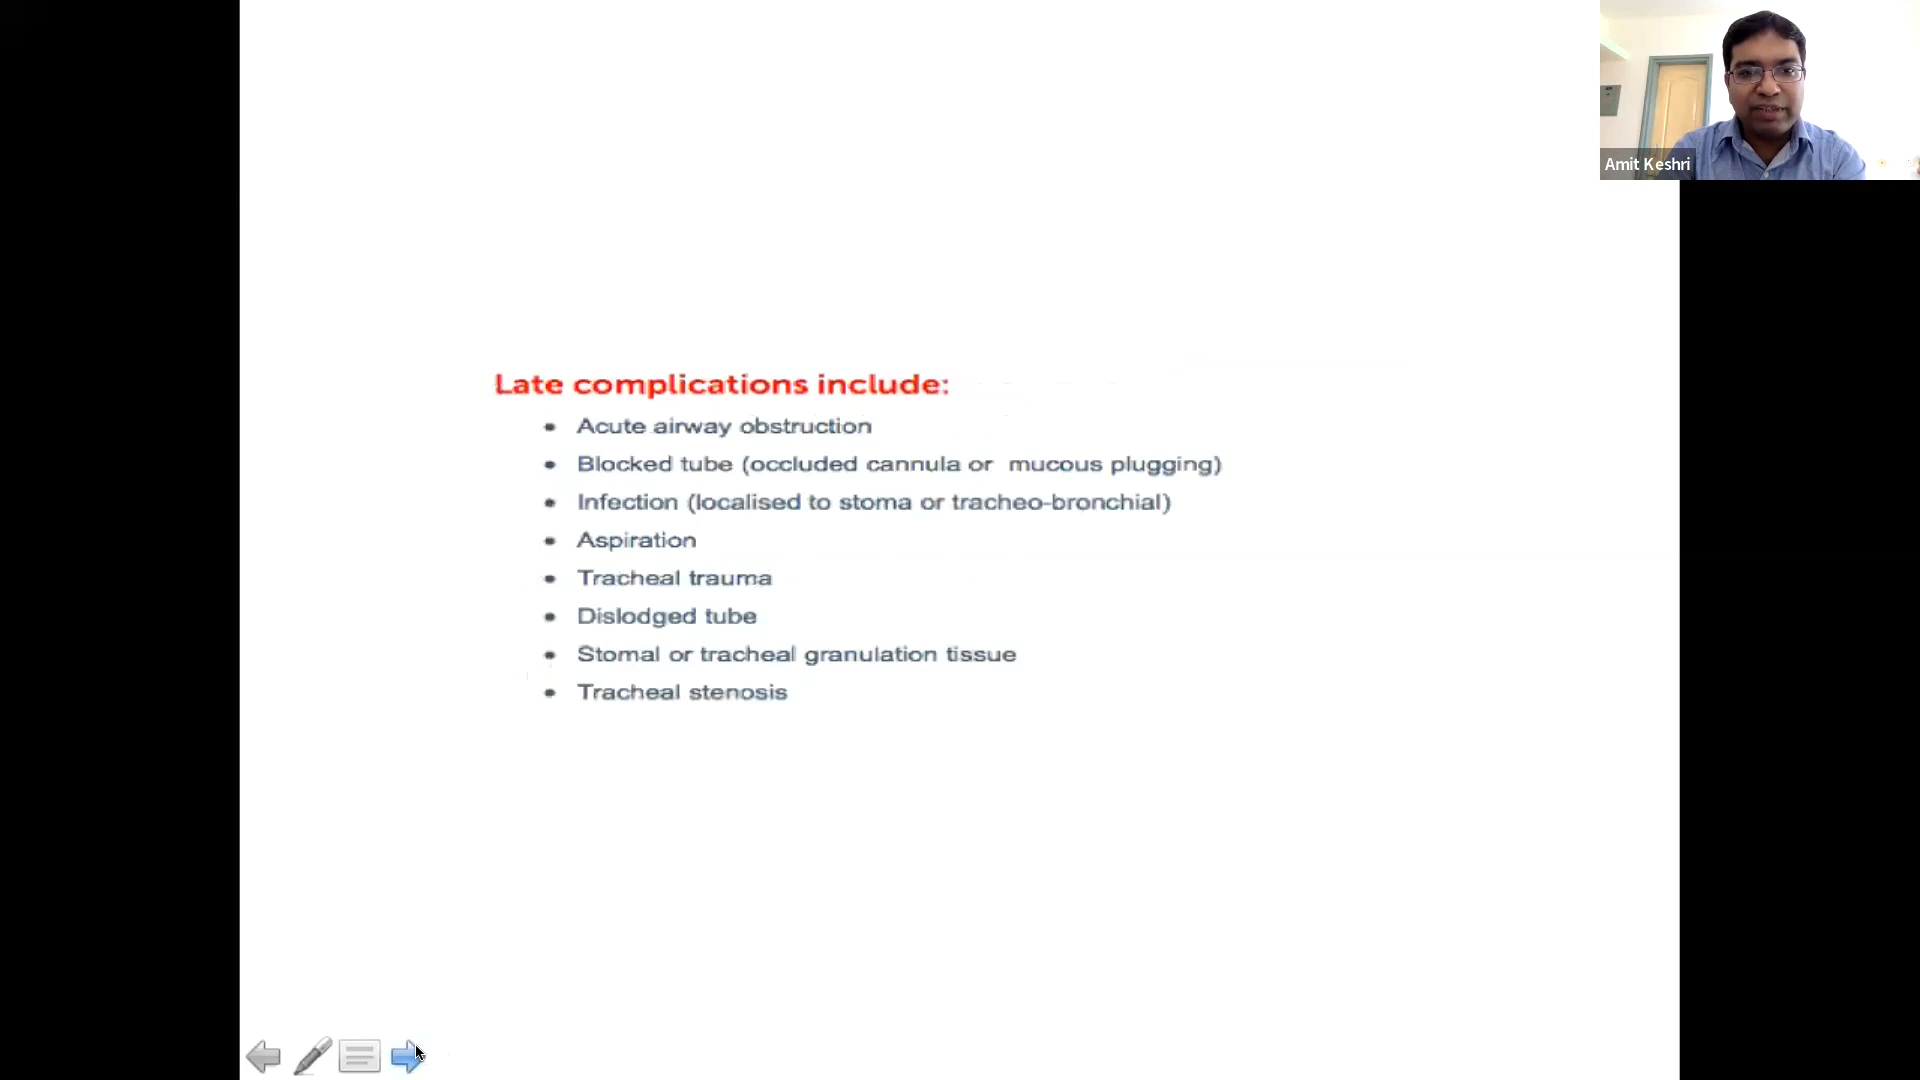 Amit Keshri
Late complications include:
• Acute airway obstruction
• Blocked tube (occluded cannula or mucous plugging)
• Infection (localised to stoma or tracheo-bronchial)
• Aspiration
• Tracheal trauma
• Dislodged tube
• Stomal or tracheal granulation tissue
• Tracheal stenosis